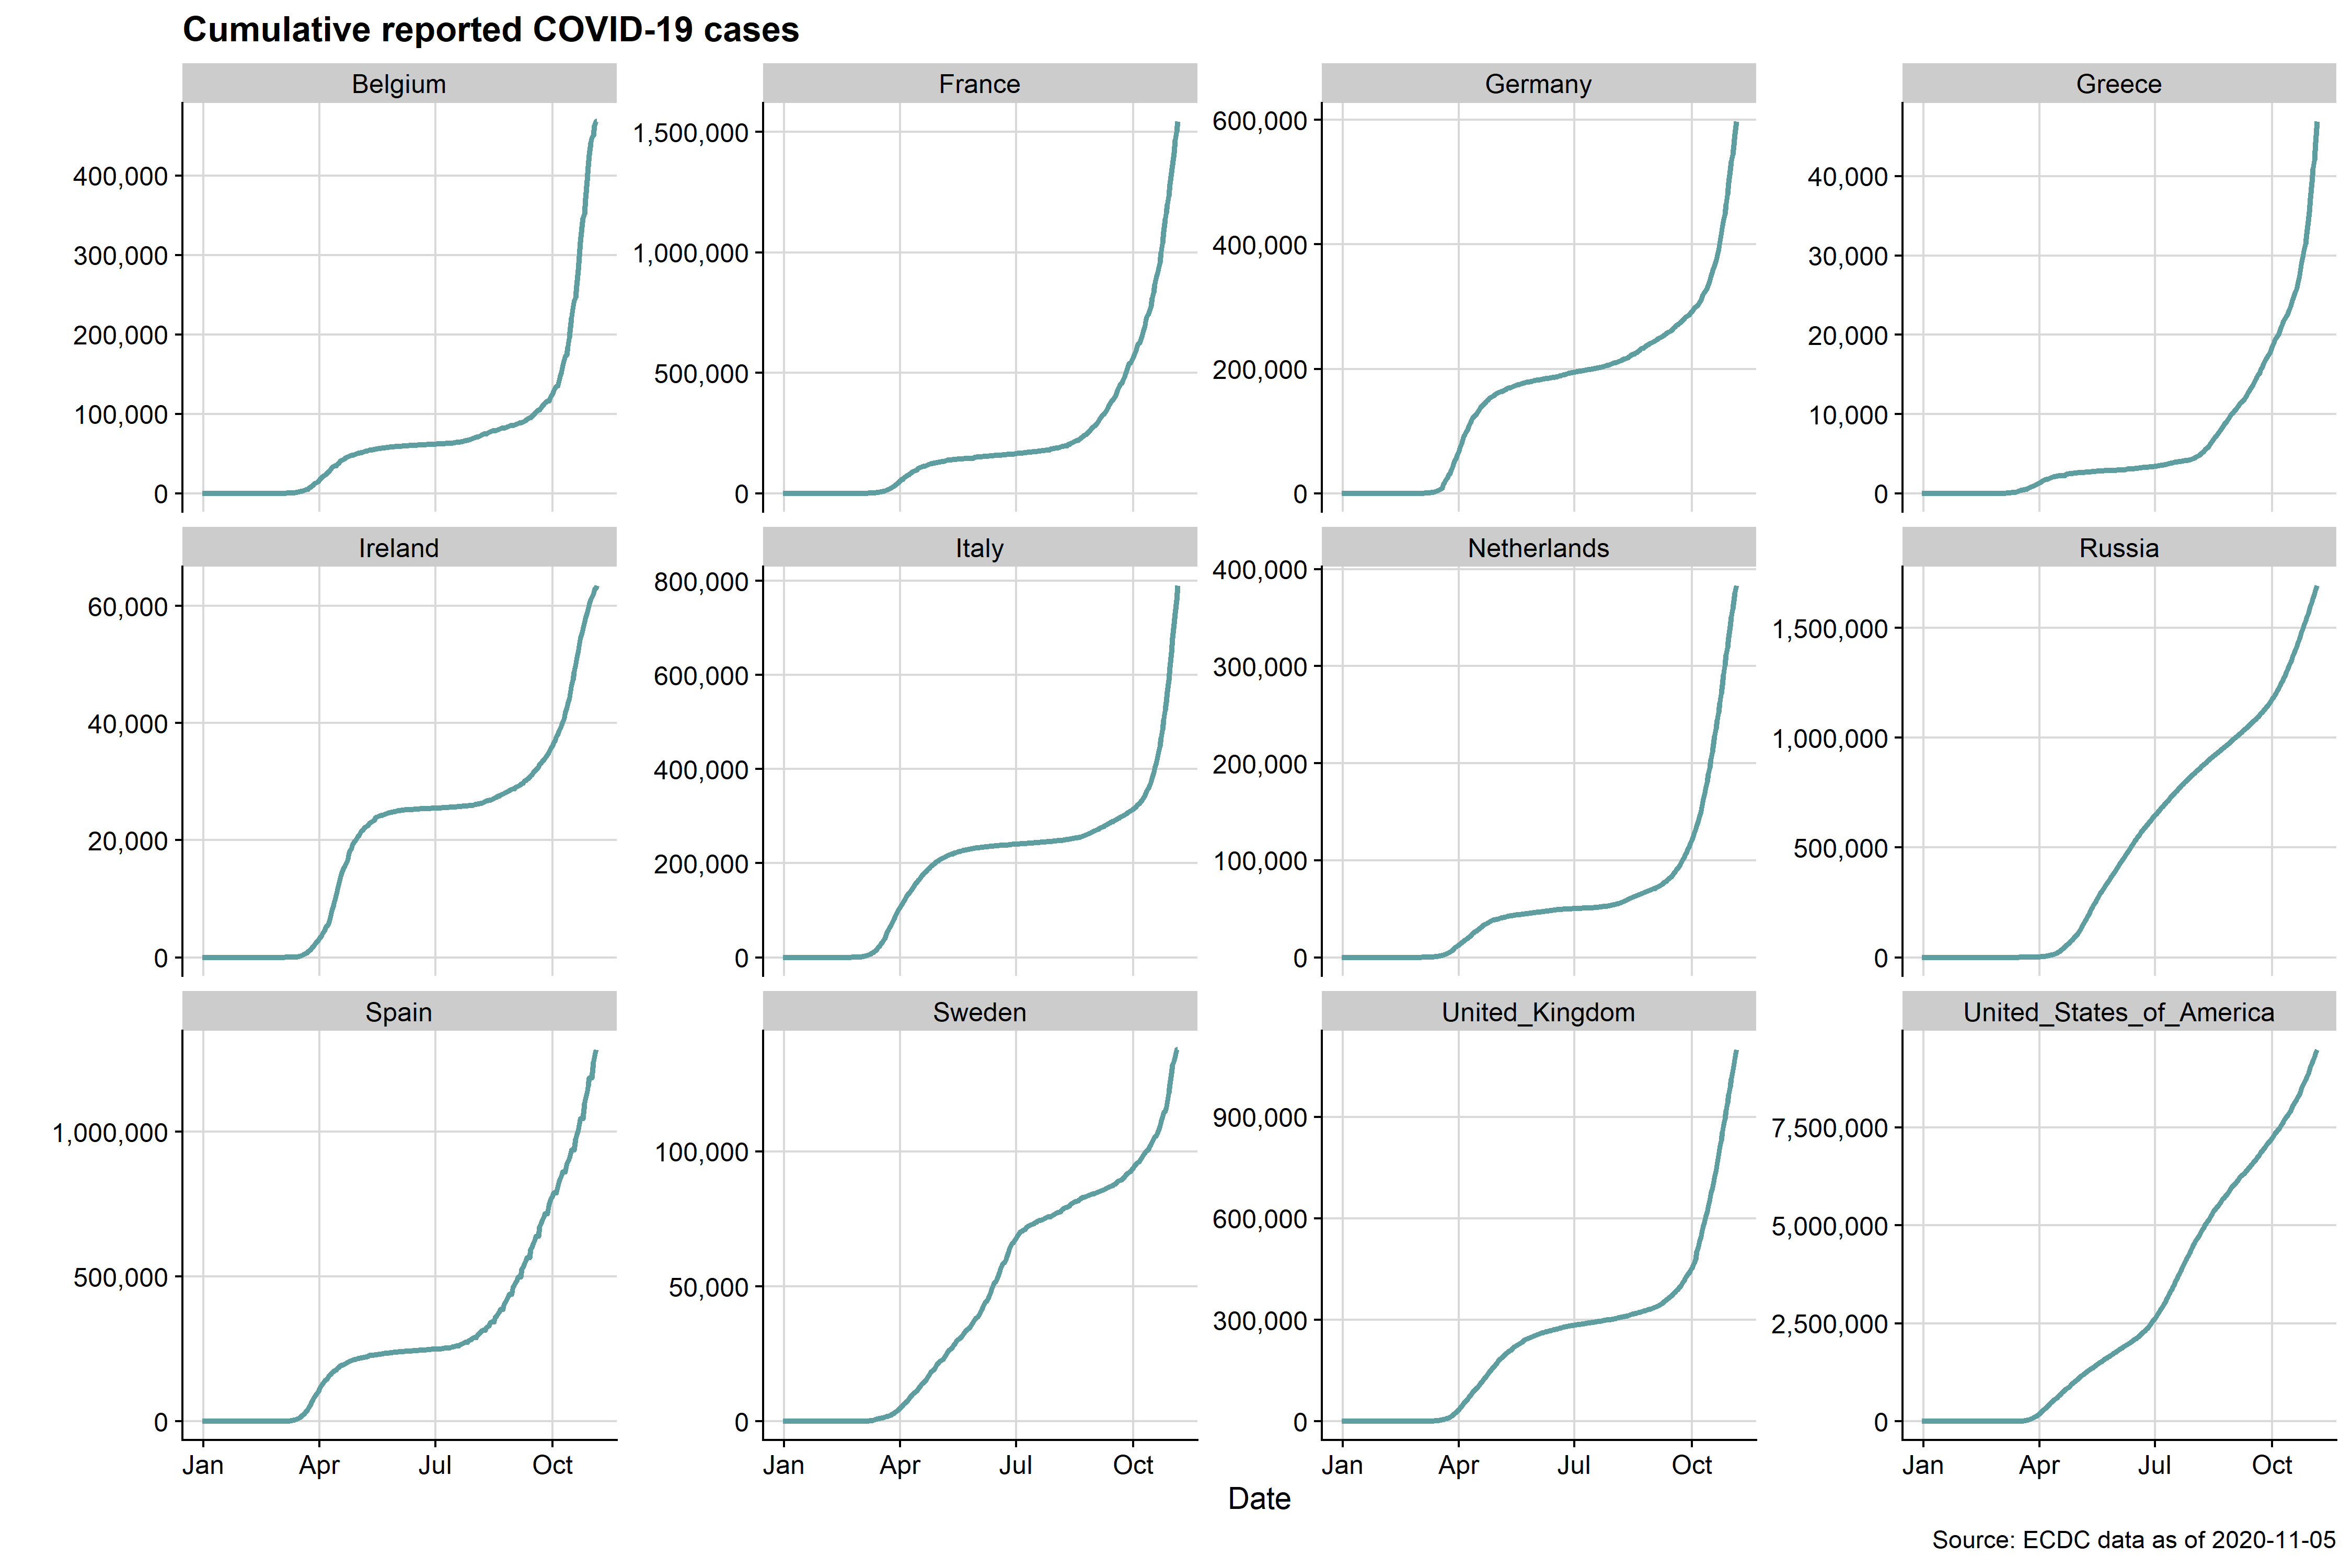 Cumulative reported COVID-19 cases
Belgium
France
Germany
Greece
400,000
300,000
200,000
100,000
0
1,500,000
1,000,000
500,000
0
600,000
400,000
200,000
0
40,000
30,000
20,000
10,000
0
Ireland
Italy
Netherlands
Russia
60,000
40,000
20,000
0
800,000
600,000
400,000
200,000
0
400,000
300,000
200,000
100,000
0
1,500,000
1,000,000
500,000
0
Spain
Sweden
United_Kingdom
United_States_of_America
1,000,000
500,000
0
100,000
50,000
0
900,000
600,000
300,000
0
7,500,000
5,000,000
2,500,000
0
Jan Apr Jul Oct
Jan Apr Jul Oct
Jan Apr Jul Oct
Jan Apr Jul Oct
Date
Source: ECDC data as of 2020-11-05